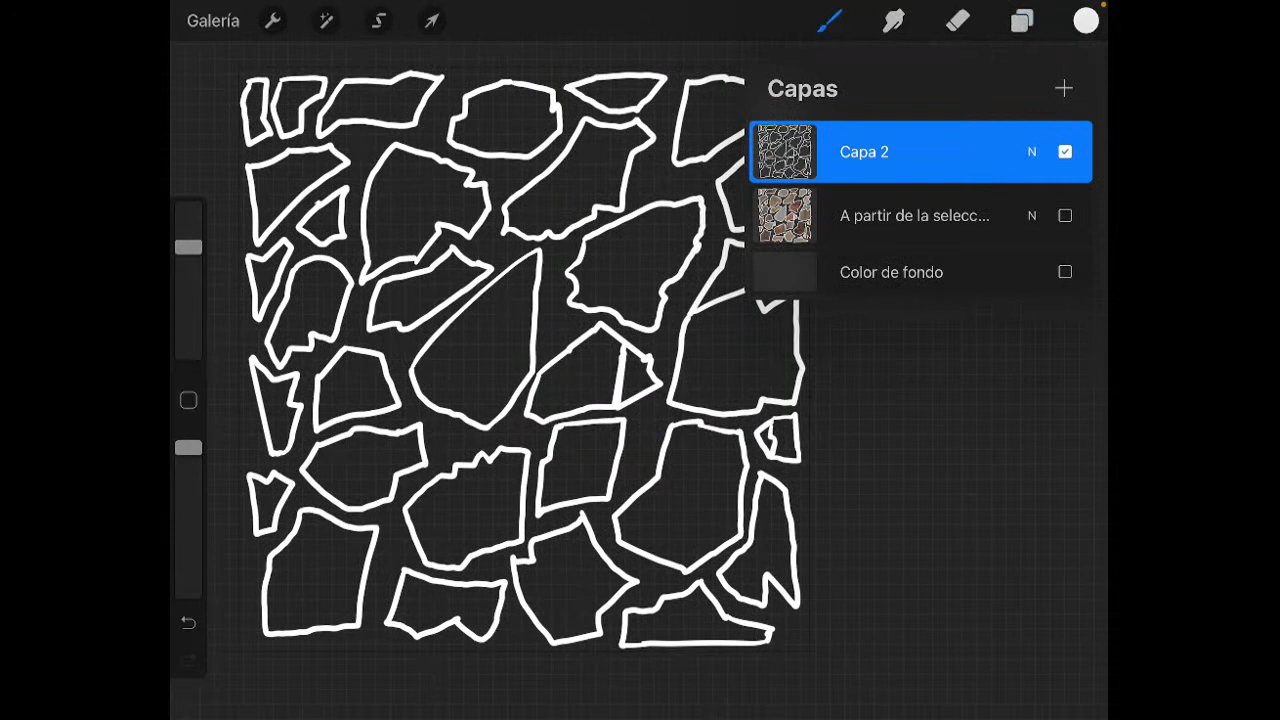 Galería
Capas
Capa 2 N
A partir de la selecc... N
Color de fondo